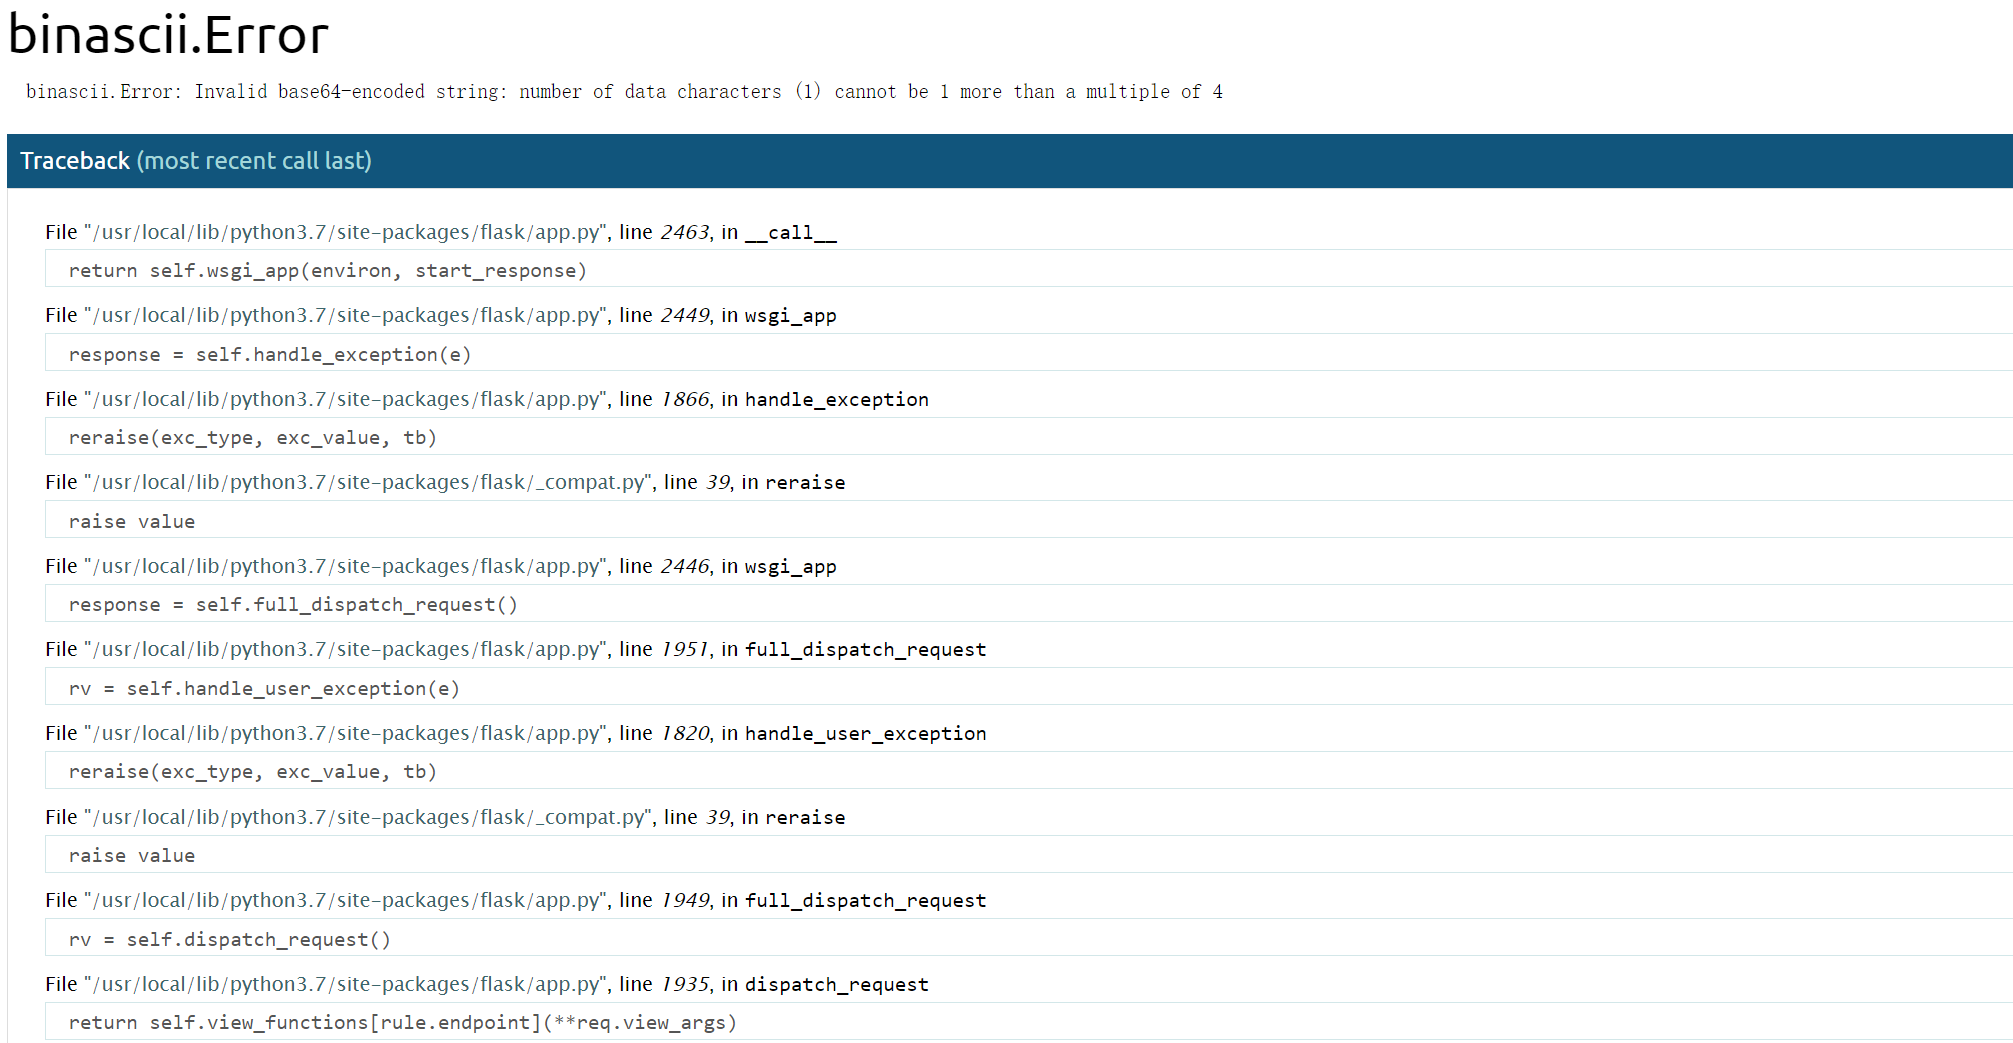 binascii.Error
binascii.Error: Invalid base64-encoded string: number of data characters (1) cannot be 1 more than a multiple of 4
Traceback (most recent call last)
File "/usr/local/lib/python3.7/site-packages/flask/app.py", line 2463, in __call__
return self.wsgi_app(environ, start_response)
File "/usr/local/lib/python3.7/site-packages/flask/app.py", line 2449, in wsgi_app
response = self.handle_exception(e)
File "/usr/local/lib/python3.7/site-packages/flask/app.py", line 1866, in handle_exception
reraise(exc_type, exc_value, tb)
File "/usr/local/lib/python3.7/site-packages/flask/_compat.py", line 39, in reraise
raise value
File "/usr/local/lib/python3.7/site-packages/flask/app.py", line 2446, in wsgi_app
response = self.full_dispatch_request()
File "/usr/local/lib/python3.7/site-packages/flask/app.py", line 1951, in full_dispatch_request
rv = self.handle_user_exception(e)
File "/usr/local/lib/python3.7/site-packages/flask/app.py", line 1820, in handle_user_exception
reraise(exc_type, exc_value, tb)
File "/usr/local/lib/python3.7/site-packages/flask/_compat.py", line 39, in reraise
raise value
File "/usr/local/lib/python3.7/site-packages/flask/app.py", line 1949, in full_dispatch_request
rv = self.dispatch_request()
File "/usr/local/lib/python3.7/site-packages/flask/app.py", line 1935, in dispatch_request
return self.view_functions[rule.endpoint](**req.view_args)